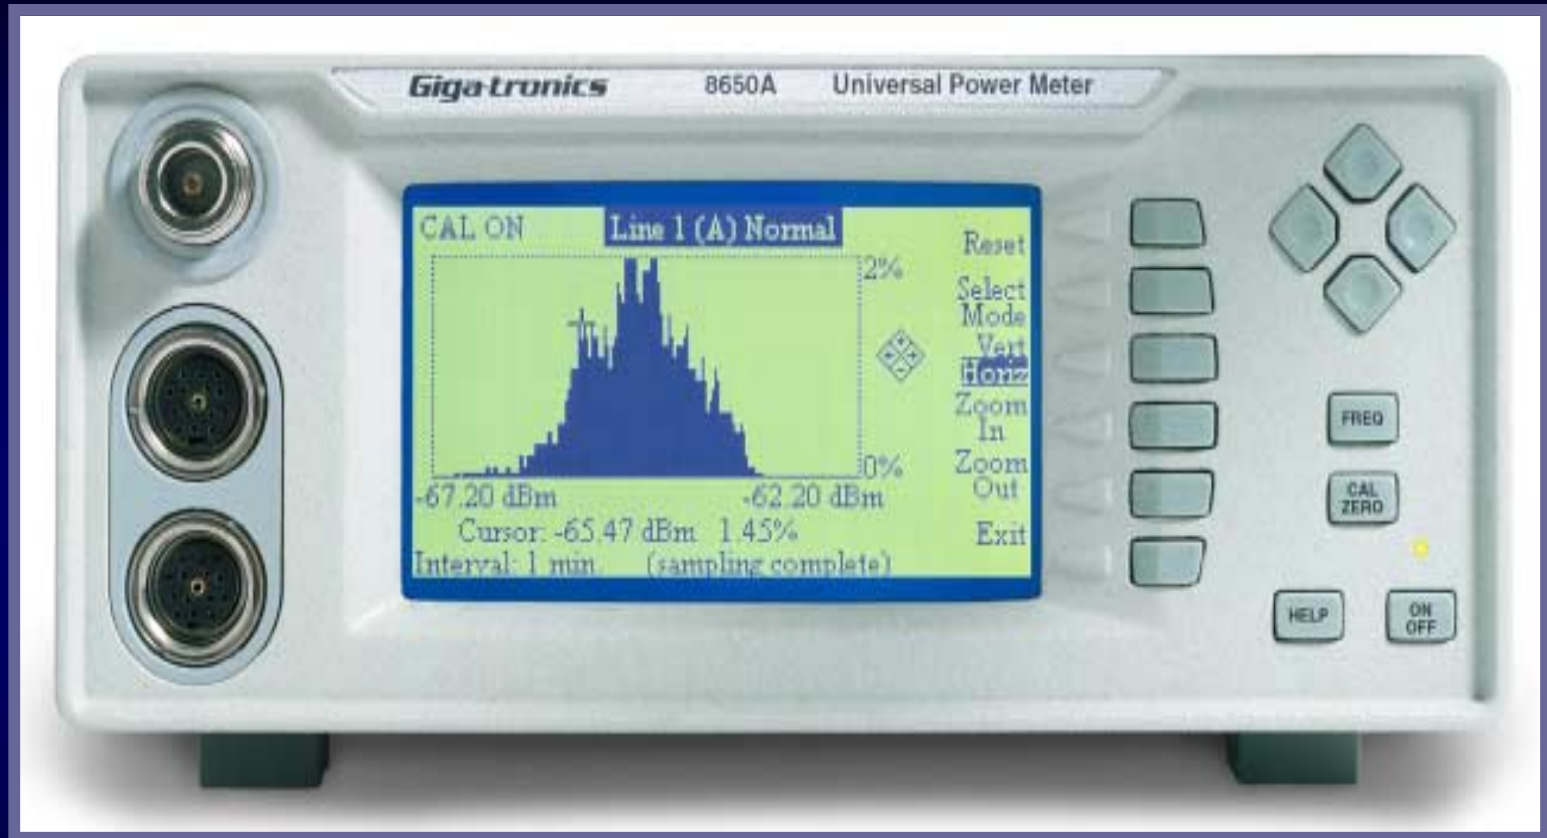 Giga-tronics 8650A Universal Power Meter
CAL ON
Line 1 (A) Normal
2%
0%
-67.20 dBm
-62.20 dBm
Cursor: -65.47 dBm 1.45%
Interval: 1 min (sampling complete)
Reset
Select
Mode
Vert
Horiz
Zoom
In
Zoom
Out
Exit
FREQ
CAL
ZERO
HELP
ON
OFF